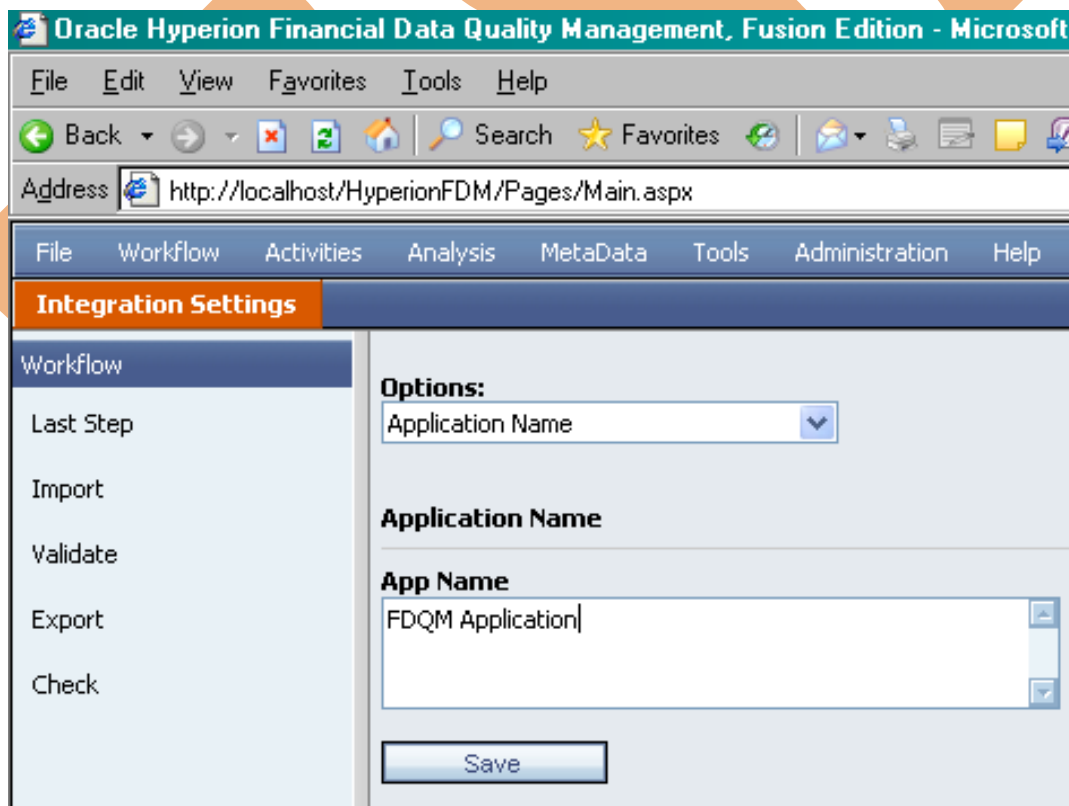 Oracle Hyperion Financial Data Quality Management, Fusion Edition - Microsoft
File Edit View Favorites Tools Help
Back Search Favorites
Address http://localhost/HyperionFDM/Pages/Main.aspx
File Workflow Activities Analysis MetaData Tools Administration Help
Integration Settings
Workflow
Last Step
Import
Validate
Export
Check
Options:
Application Name
Application Name
App Name
FDQM Application
Save